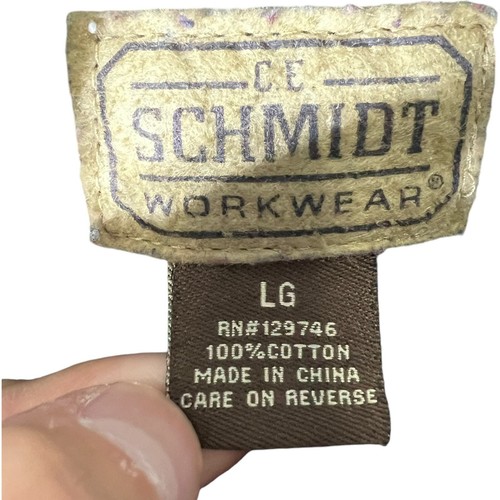 C.E.
SCHMIDT
WORKWEAR®
LG
RN#129746
100%COTTON
MADE IN CHINA
CARE ON REVERSE